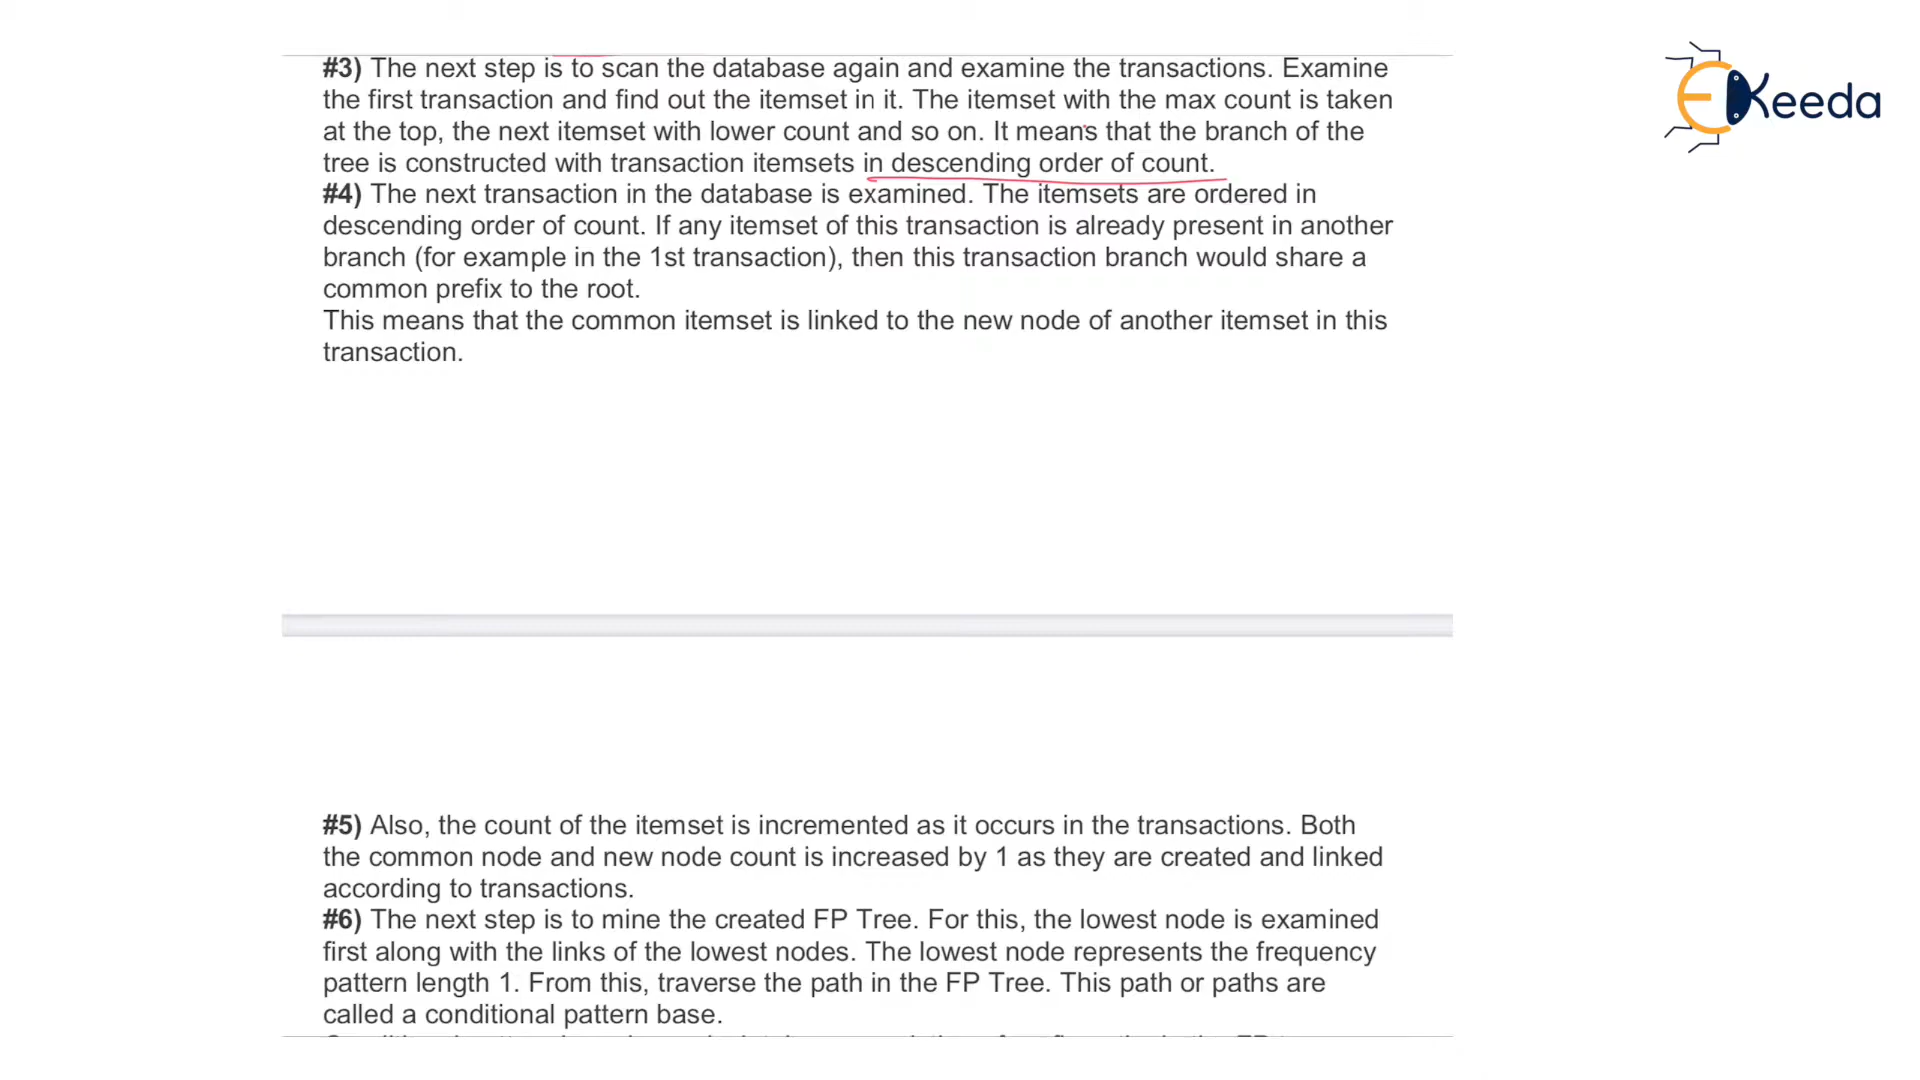 #3) The next step is to scan the database again and examine the transactions. Examine
the first transaction and find out the itemset in it. The itemset with the max count is taken
at the top, the next itemset with lower count and so on. It means that the branch of the
tree is constructed with transaction itemsets in descending order of count.
#4) The next transaction in the database is examined. The itemsets are ordered in
descending order of count. If any itemset of this transaction is already present in another
branch (for example in the 1st transaction), then this transaction branch would share a
common prefix to the root.
This means that the common itemset is linked to the new node of another itemset in this
transaction.
#5) Also, the count of the itemset is incremented as it occurs in the transactions. Both
the common node and new node count is increased by 1 as they are created and linked
according to transactions.
#6) The next step is to mine the created FP Tree. For this, the lowest node is examined
first along with the links of the lowest nodes. The lowest node represents the frequency
pattern length 1. From this, traverse the path in the FP Tree. This path or paths are
called a conditional pattern base.
EKeeda